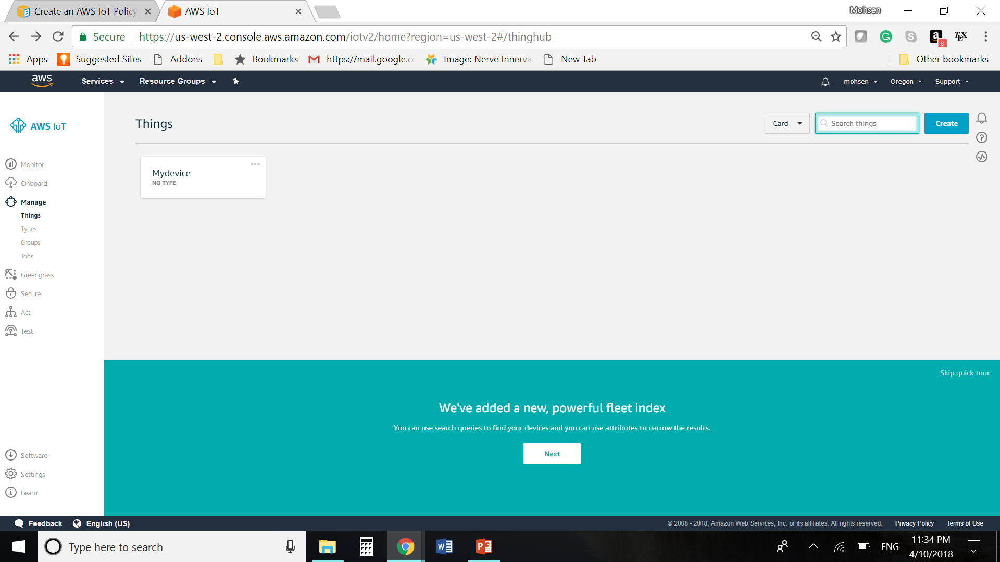 Create an AWS IoT Policy
AWS IoT
Mohsen
Secure
https://us-west-2.console.aws.amazon.com/iotv2/home?region=us-west-2#/thinghub
8
TEX
Apps
Suggested Sites
Addons
Bookmarks
https://mail.google.co
Image: Nerve Innerva
New Tab
Other bookmarks
aws
Services
Resource Groups
mohsen
Oregon
Support
AWS IoT
Things
Card
Search things
Create
Mydevice
NO TYPE
Monitor
Onboard
Manage
Things
Types
Groups
Jobs
Greengrass
Secure
Act
Test
Skip quick tour
We've added a new, powerful fleet index
You can use search queries to find your devices and you can use attributes to narrow the results.
Next
Software
Settings
Learn
Feedback
English (US)
© 2008 - 2018, Amazon Web Services, Inc. or its affiliates. All rights reserved.
Privacy Policy
Terms of Use
Type here to search
ENG
11:34 PM
4/10/2018